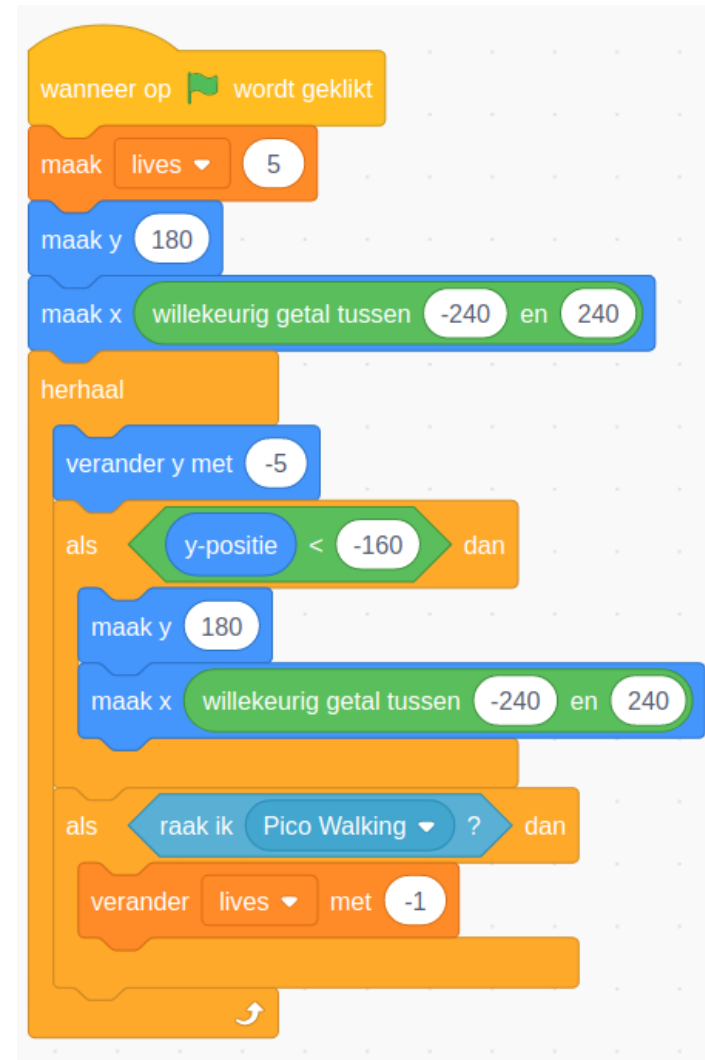 wanneer op wordt geklikt
maak lives 5
maak y 180
maak x willekeurig getal tussen -240 en 240
herhaal
verander y met -5
als y-positie < -160 dan
maak y 180
maak x willekeurig getal tussen -240 en 240
als raak ik Pico Walking ? dan
verander lives met -1